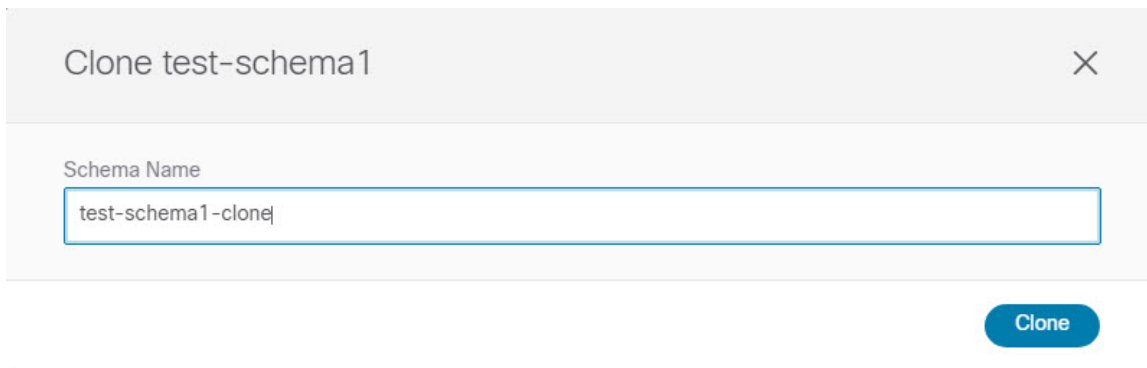 Clone test-schema1
Schema Name
test-schema1-clone
Clone